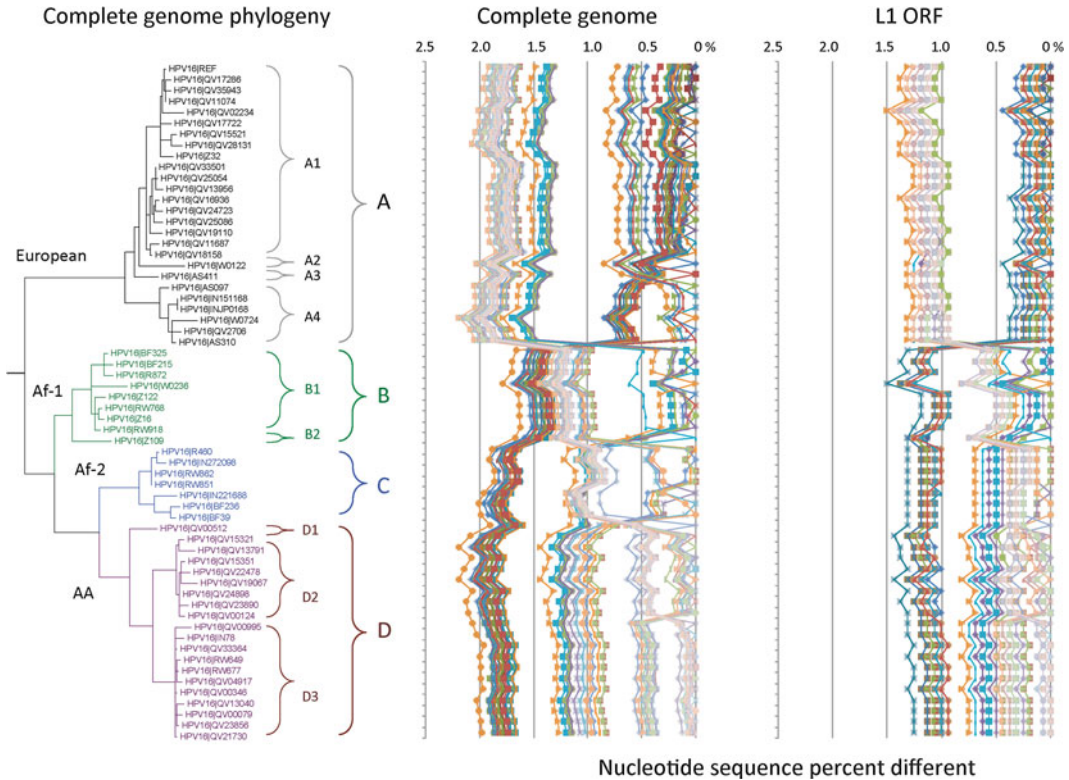 Complete genome phylogeny
Complete genome
L1 ORF
2.5 2.0 1.5 1.0 0.5 0 %
2.5 2.0 1.5 1.0 0.5 0 %
HPV16|REF
HPV16|QV17286
HPV16|QV35943
HPV16|QV11074
HPV16|QV02234
HPV16|QV17722
HPV16|QV15521
HPV16|QV28131
HPV16|Z32
HPV16|QV33501
HPV16|QV25054
HPV16|QV13956
HPV16|QV16936
HPV16|QV24723
HPV16|QV25086
HPV16|QV19110
HPV16|QV11687
HPV16|QV18158
A1
A
European
HPV16|W0122
A2
HPV16|AS411
A3
HPV16|AS097
HPV16|IN151168
HPV16|INJP0168
HPV16|W0724
HPV16|QV2706
HPV16|AS310
A4
HPV16|BF325
HPV16|BF215
HPV16|R872
HPV16|W0236
HPV16|Z122
HPV16|RW768
HPV16|Z16
HPV16|RW918
HPV16|Z109
Af-1
B1
B
B2
HPV16|R460
HPV16|IN272096
HPV16|RW862
HPV16|RW851
HPV16|IN221688
HPV16|BF236
HPV16|BF39
Af-2
C
HPV16|QV00512
D1
HPV16|QV15321
HPV16|QV13791
HPV16|QV15351
HPV16|QV22478
HPV16|QV19067
HPV16|QV24898
HPV16|QV23890
HPV16|QV00124
AA
D2
D
HPV16|QV00995
HPV16|IN78
HPV16|QV33364
HPV16|RW649
HPV16|RW677
HPV16|QV04917
HPV16|QV00346
HPV16|QV13040
HPV16|QV00079
HPV16|QV23856
HPV16|QV21730
D3
Nucleotide sequence percent different